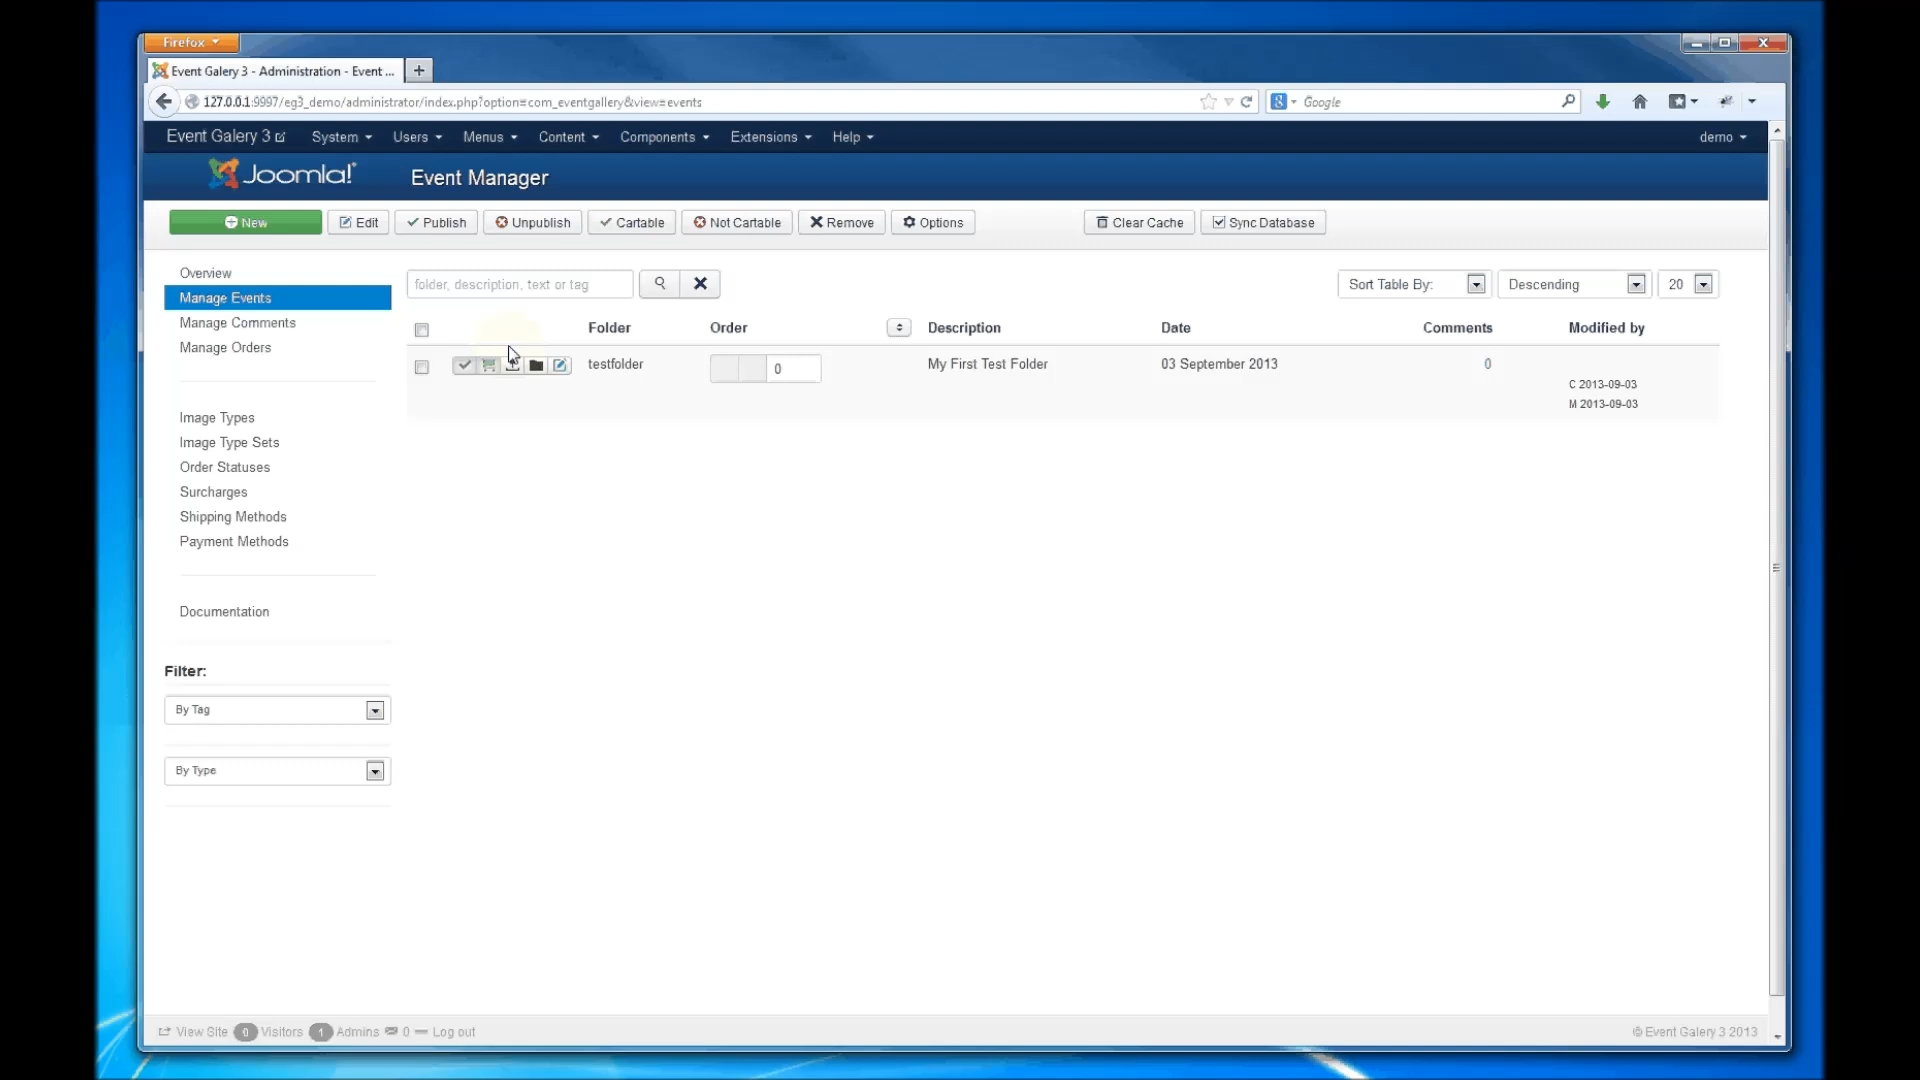 Firefox
Event Galery 3 - Administration - Event ...
127.0.0.1:9997/eg3_demo/administrator/index.php?option=com_eventgallery&view=events
Google
Event Galery 3 System Users Menus Content Components Extensions Help demo
Joomla! Event Manager
New Edit Publish Unpublish Cartable Not Cartable Remove Options Clear Cache Sync Database
Overview
Manage Events
Manage Comments
Manage Orders
Image Types
Image Type Sets
Order Statuses
Surcharges
Shipping Methods
Payment Methods
Documentation
Filter:
By Tag
By Type
folder, description, text or tag
Sort Table By: Descending 20
Folder Order Description Date Comments Modified by
testfolder 0 My First Test Folder 03 September 2013 0
C 2013-09-03
M 2013-09-03
View Site 0 Visitors 1 Admins 0 Log out
© Event Galery 3 2013